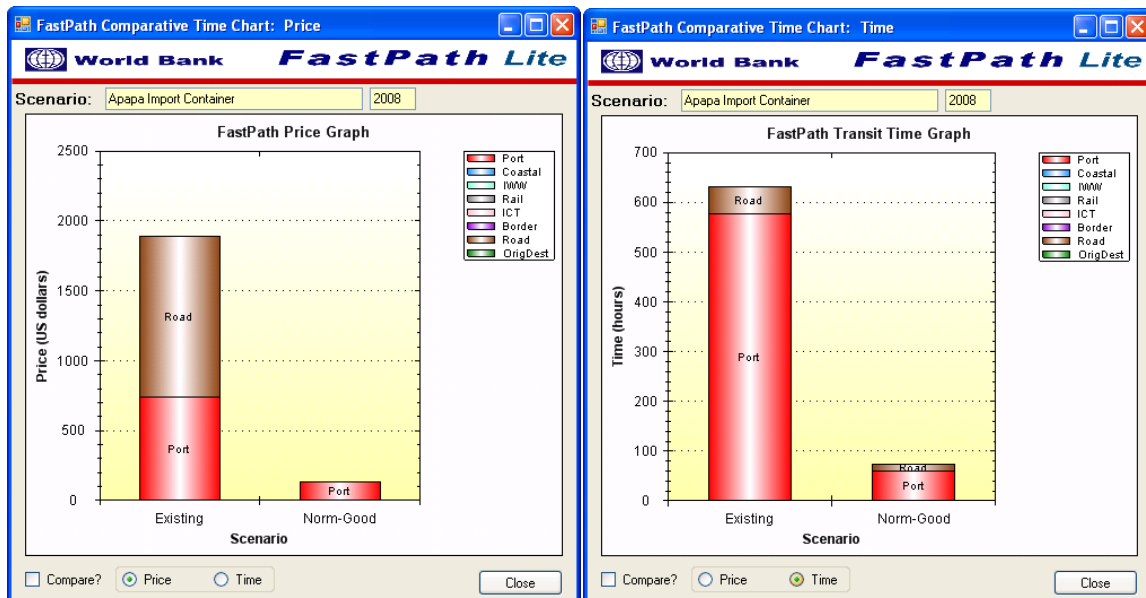 FastPath Comparative Time Chart: Price
World Bank FastPath Lite
Scenario: Apapa Import Container 2008
FastPath Price Graph
2500
2000
1500
1000
500
0
Price (US dollars)
Road
Port
Port
Existing Norm-Good
Scenario
Port
Coastal
IWW
Rail
ICT
Border
Road
OrigDest
Compare? Price Time Close
FastPath Comparative Time Chart: Time
World Bank FastPath Lite
Scenario: Apapa Import Container 2008
FastPath Transit Time Graph
700
600
500
400
300
200
100
0
Time (hours)
Road
Port
Road
Port
Existing Norm-Good
Scenario
Port
Coastal
IWW
Rail
ICT
Border
Road
OrigDest
Compare? Price Time Close